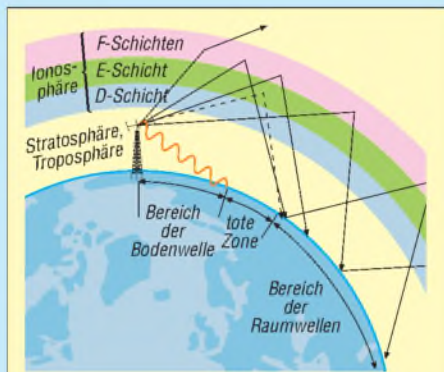 F-Schichten
Ionos-
phäre
E-Schicht
D-Schicht
Stratosphäre,
Troposphäre
Bereich
der
Bodenwelle
tote
Zone
Bereich
der
Raumwellen